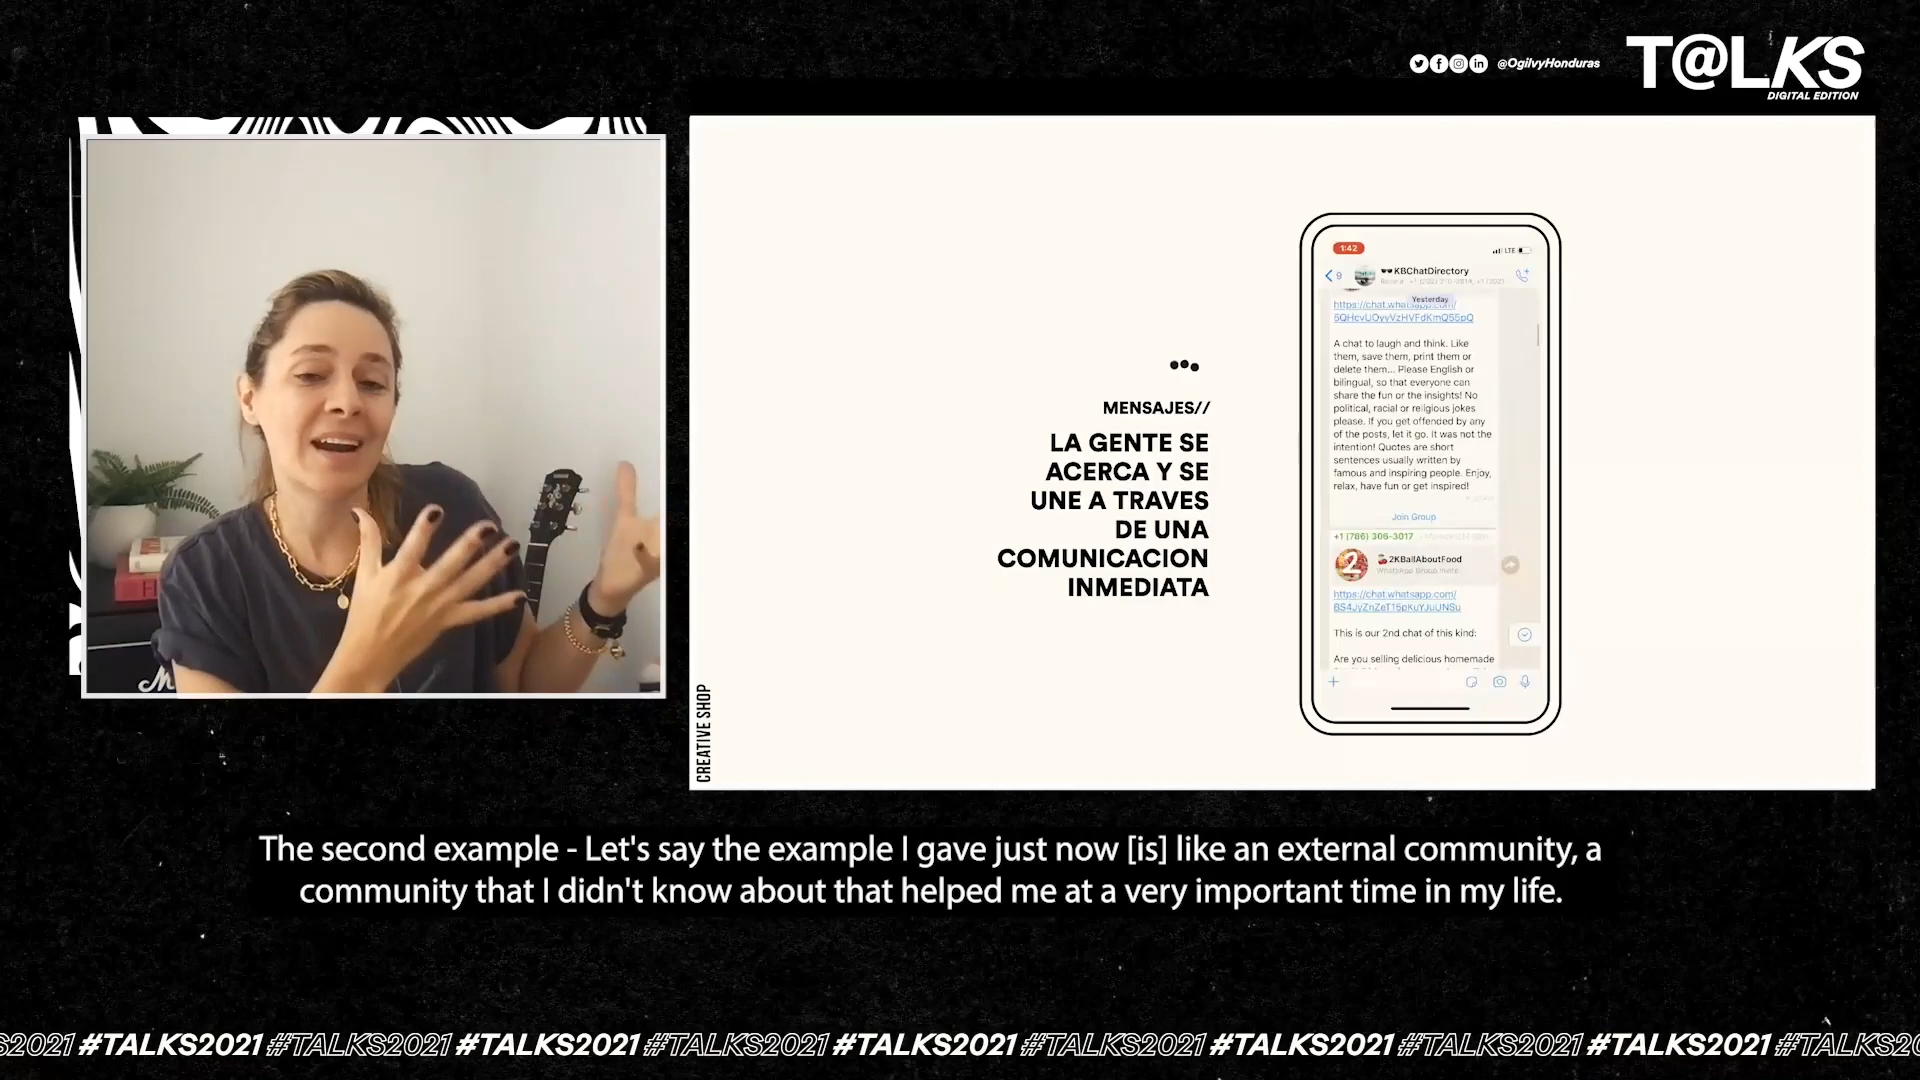 @OgilvyHonduras
T@LKS
DIGITAL EDITION
MENSAJES//
LA GENTE SE
ACERCA Y SE
UNE A TRAVES
DE UNA
COMUNICACION
INMEDIATA
CREATIVE SHOP
1:42
LTE
9
KBChatDirectory
Yesterday
https://chat.whatsapp.com/
A chat to laugh and think. Like
them, save them, print them or
delete them... Please English or
bilingual, so that everyone can
share the fun or the insights! No
political, racial or religious jokes
please. If you get offended by any
of the posts, let it go. It was not the
intention! Quotes are short
sentences usually written by
famous and inspiring people. Enjoy,
relax, have fun or get inspired!
Join Group
+1 (786) 306-3017
2
2KBallAboutFood
WhatsApp Group Invite
https://chat.whatsapp.com/
This is our 2nd chat of this kind:
Are you selling delicious homemade
The second example - Let's say the example I gave just now [is] like an external community, a
community that I didn't know about that helped me at a very important time in my life.
S2021 #TALKS2021 #TALKS2021 #TALKS2021 #TALKS2021 #TALKS2021 #TALKS2021 #TALKS2021 #TALKS2021 #TALKS2021 #TALKS20